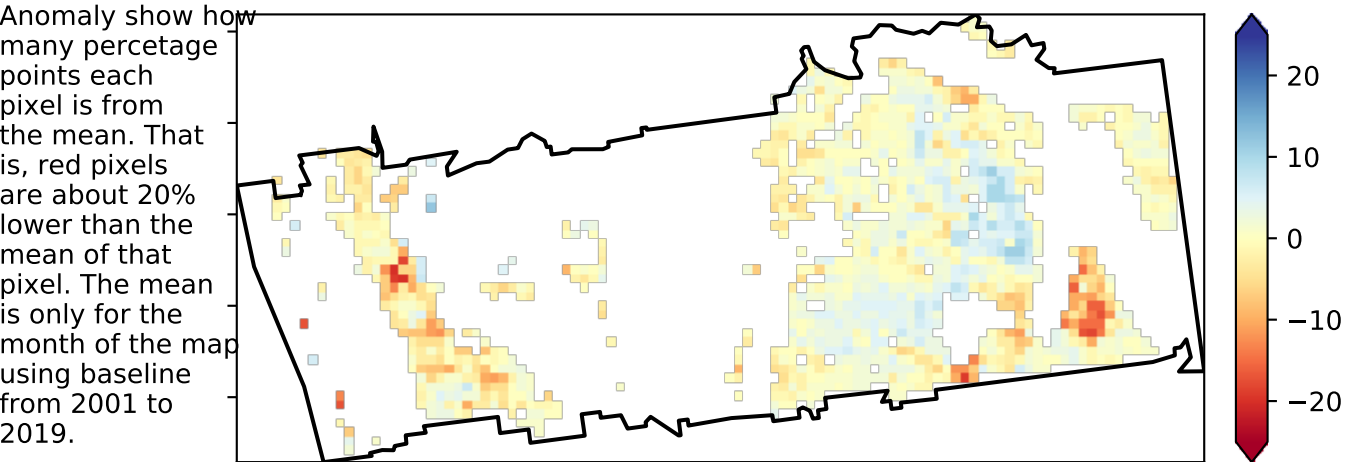 Anomaly show how
many percetage
points each
pixel is from
the mean. That
is, red pixels
are about 20%
lower than the
mean of that
pixel. The mean
is only for the
month of the map
using baseline
from 2001 to
2019.
20
10
0
−10
−20